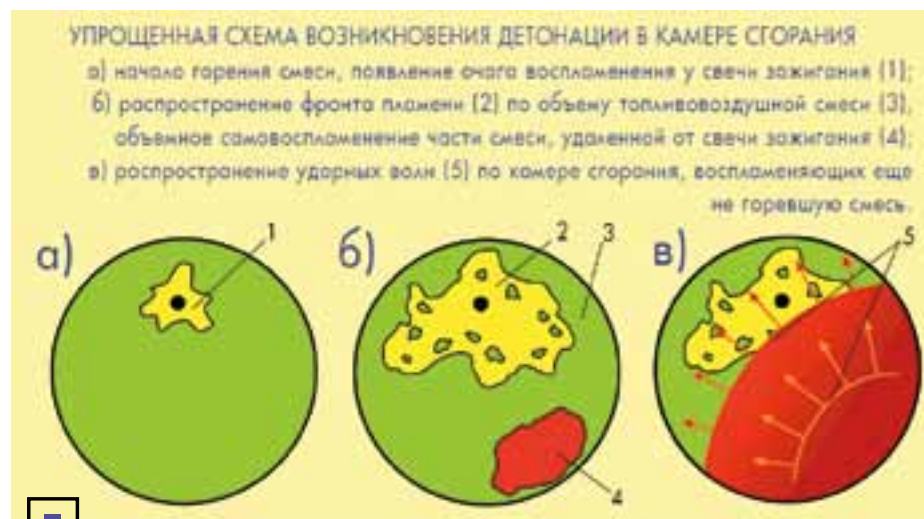 УПРОЩЕННАЯ СХЕМА ВОЗНИКНОВЕНИЯ ДЕТОНАЦИИ В КАМЕРЕ СГОРАНИЯ
а) начало горения смеси, появление очага воспламенения у свечи зажигания (1);
б) распространение фронта пламени (2) по объему топливовоздушной смеси (3),
объемное самовоспламенение части смеси, удаленной от свечи зажигания (4);
в) распространение ударных волн (5) по камере сгорания, воспламеняющих еще
не горевшую смесь.
а) 1 б) 2 3 в) 5
4